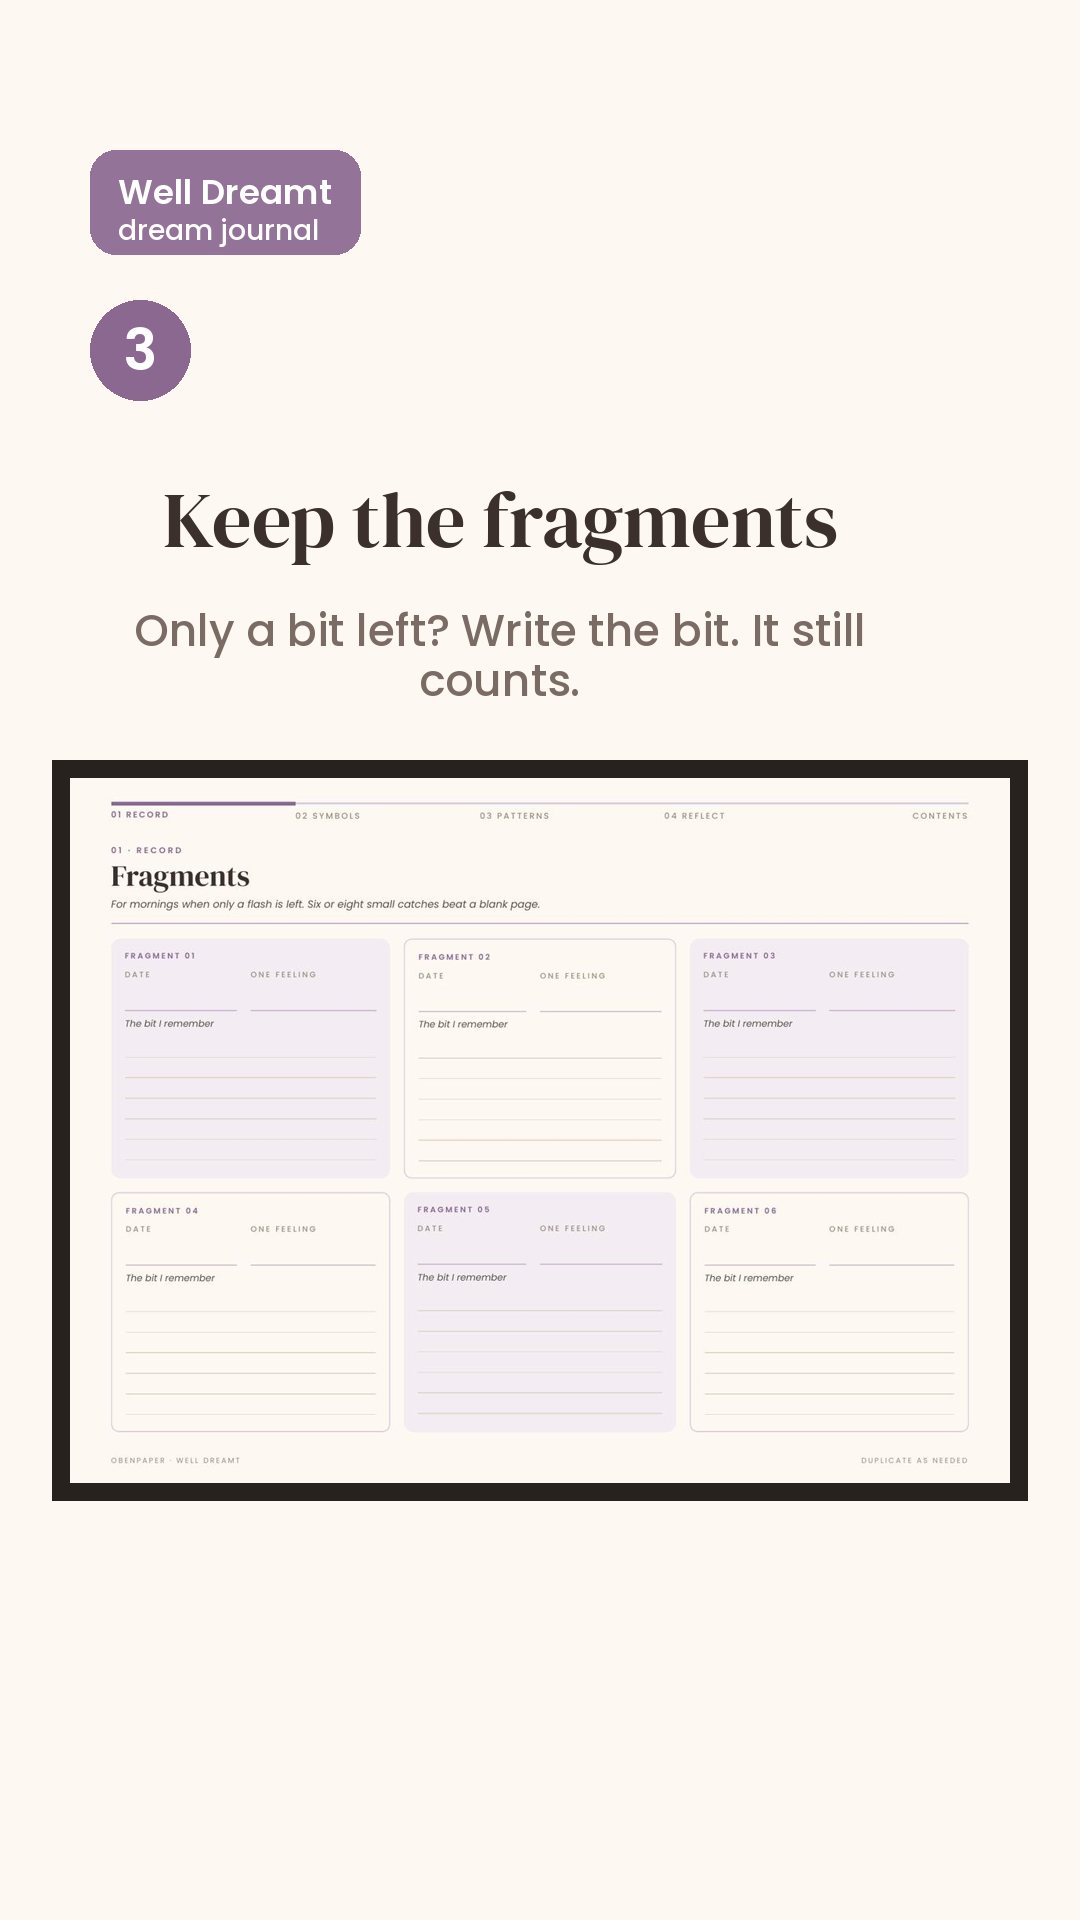 Well Dreamt
dream journal
3
Keep the fragments
Only a bit left? Write the bit. It still
counts.
01 RECORD
02 SYMBOLS
03 PATTERNS
04 REFLECT
CONTENTS
01 · RECORD
Fragments
For mornings when only a flash is left. Six or eight small catches beat a blank page.
FRAGMENT 01
DATE
ONE FEELING
The bit I remember
FRAGMENT 02
DATE
ONE FEELING
The bit I remember
FRAGMENT 03
DATE
ONE FEELING
The bit I remember
FRAGMENT 04
DATE
ONE FEELING
The bit I remember
FRAGMENT 05
DATE
ONE FEELING
The bit I remember
FRAGMENT 06
DATE
ONE FEELING
The bit I remember
OBENPAPER · WELL DREAMT
DUPLICATE AS NEEDED